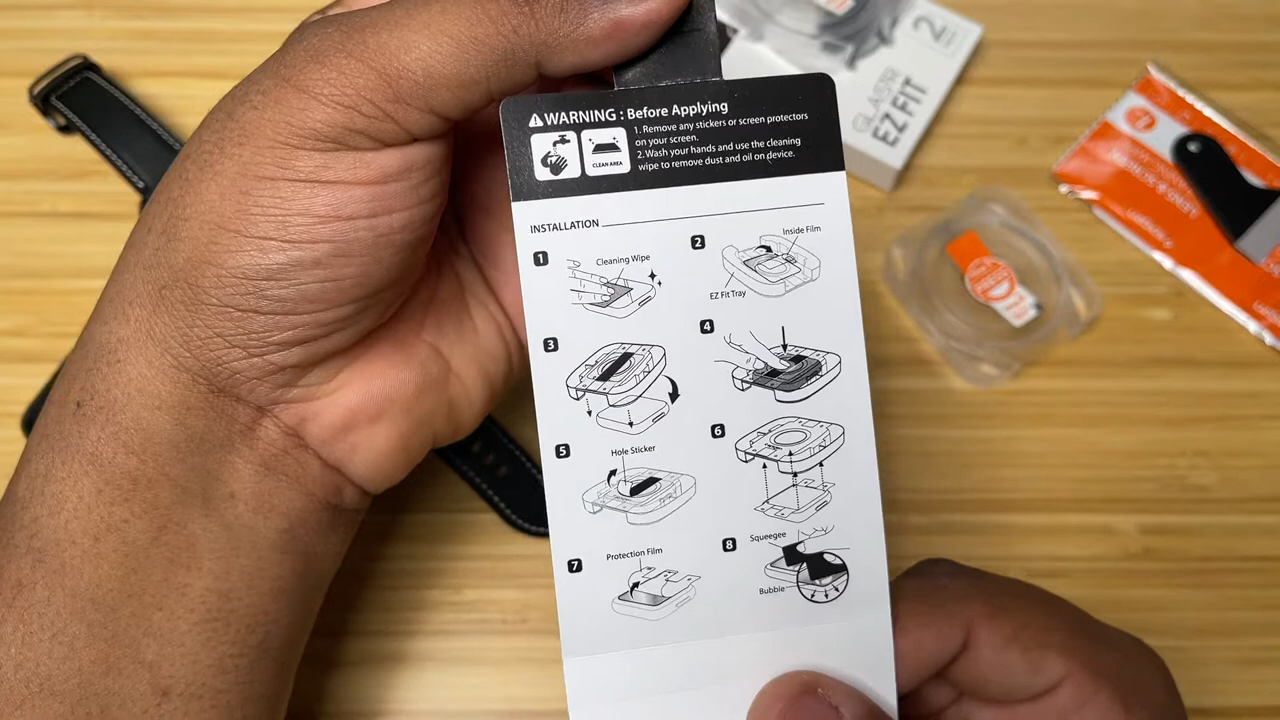 WARNING : Before Applying
1. Remove any stickers or screen protectors
on your screen.
2. Wash your hands and use the cleaning
wipe to remove dust and oil on device.
CLEAN AREA
INSTALLATION
1
Cleaning Wipe
2
Inside Film
EZ Fit Tray
3
4
5
Hole Sticker
6
7
Protection Film
8
Squeegee
Bubble
GLAS.tR
EZ FIT
2